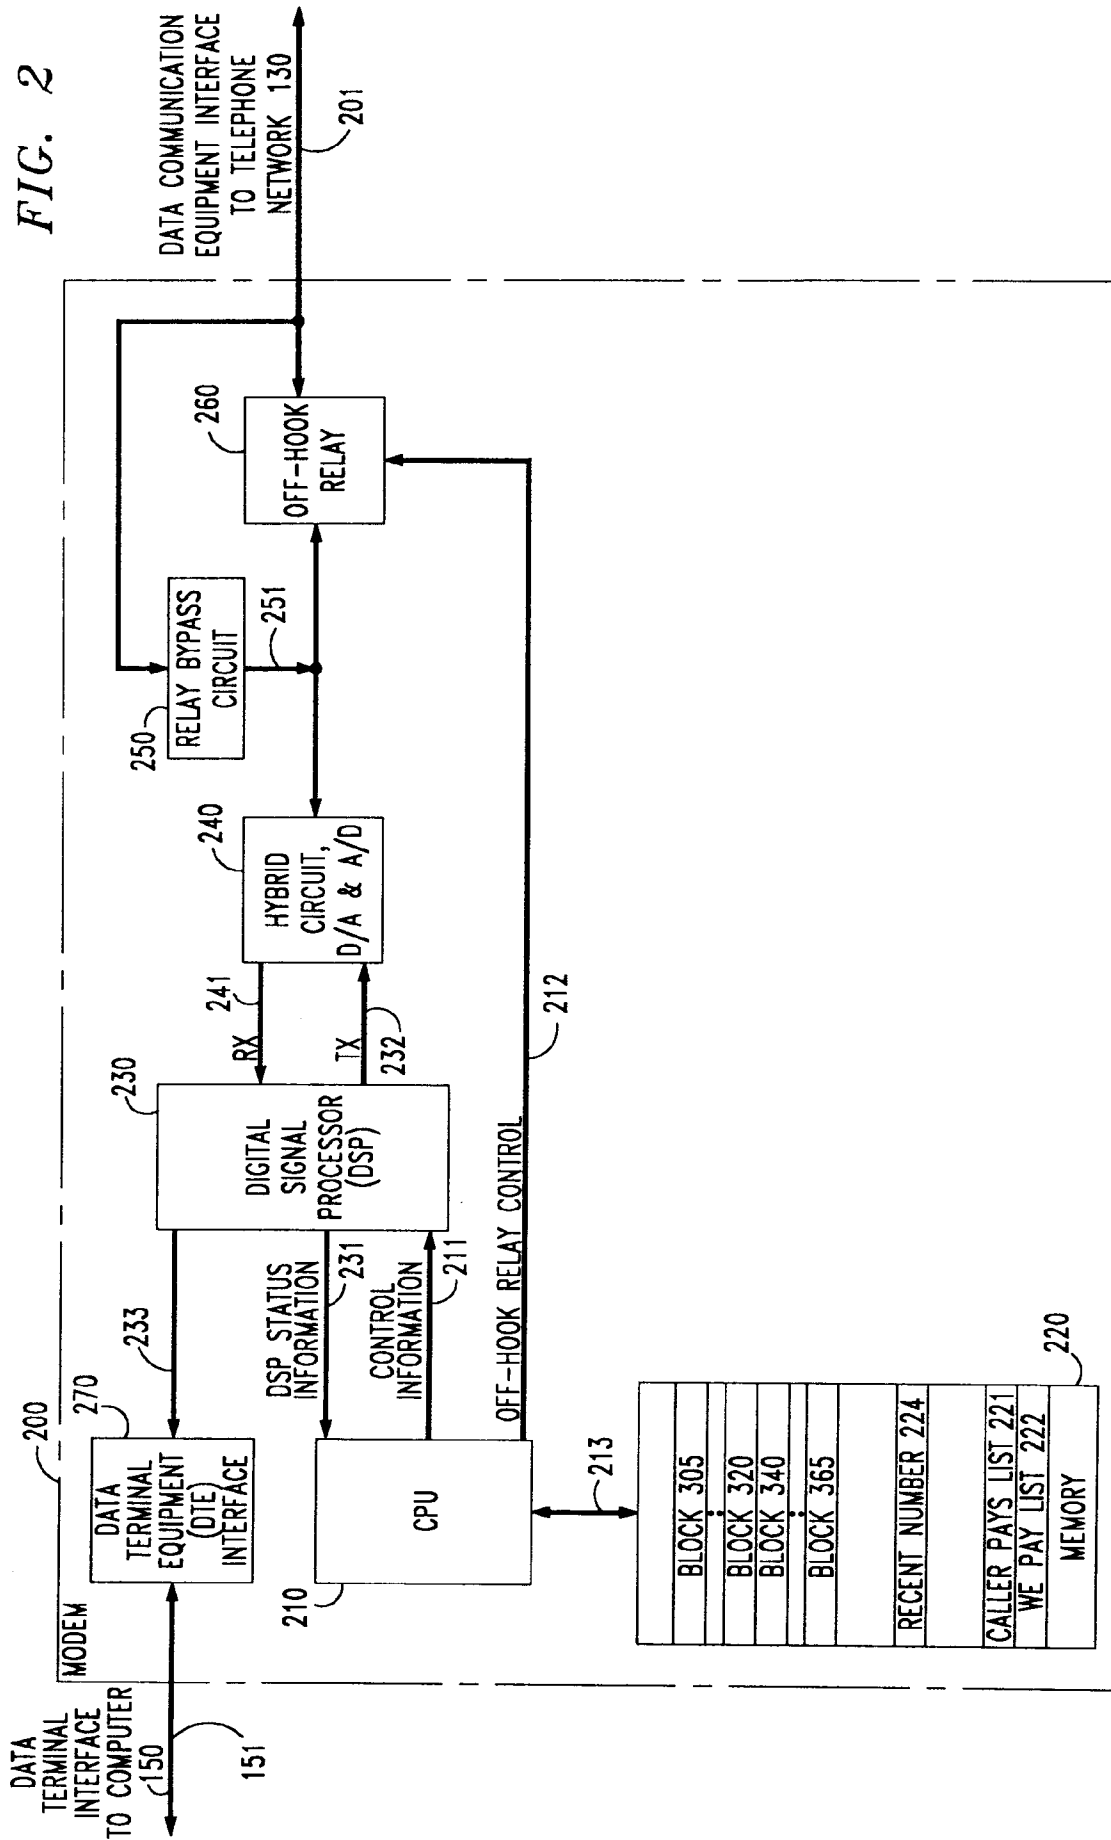 FIG. 2
DATA
TERMINAL
INTERFACE
TO COMPUTER
150
151
MODEM
200
DATA
TERMINAL
EQUIPMENT
(DTE)
INTERFACE
270
233
DIGITAL
SIGNAL
PROCESSOR
(DSP)
230
RX
241
TX
232
HYBRID
CIRCUIT,
D/A & A/D
240
RELAY BYPASS
CIRCUIT
250
251
OFF-HOOK
RELAY
260
DATA COMMUNICATION
EQUIPMENT INTERFACE
TO TELEPHONE
NETWORK 130
201
CPU
210
DSP STATUS
INFORMATION
231
CONTROL
INFORMATION
211
OFF-HOOK RELAY CONTROL
212
213
BLOCK 305
BLOCK 320
BLOCK 340
BLOCK 365
RECENT NUMBER 224
CALLER PAYS LIST 221
WE PAY LIST 222
MEMORY
220